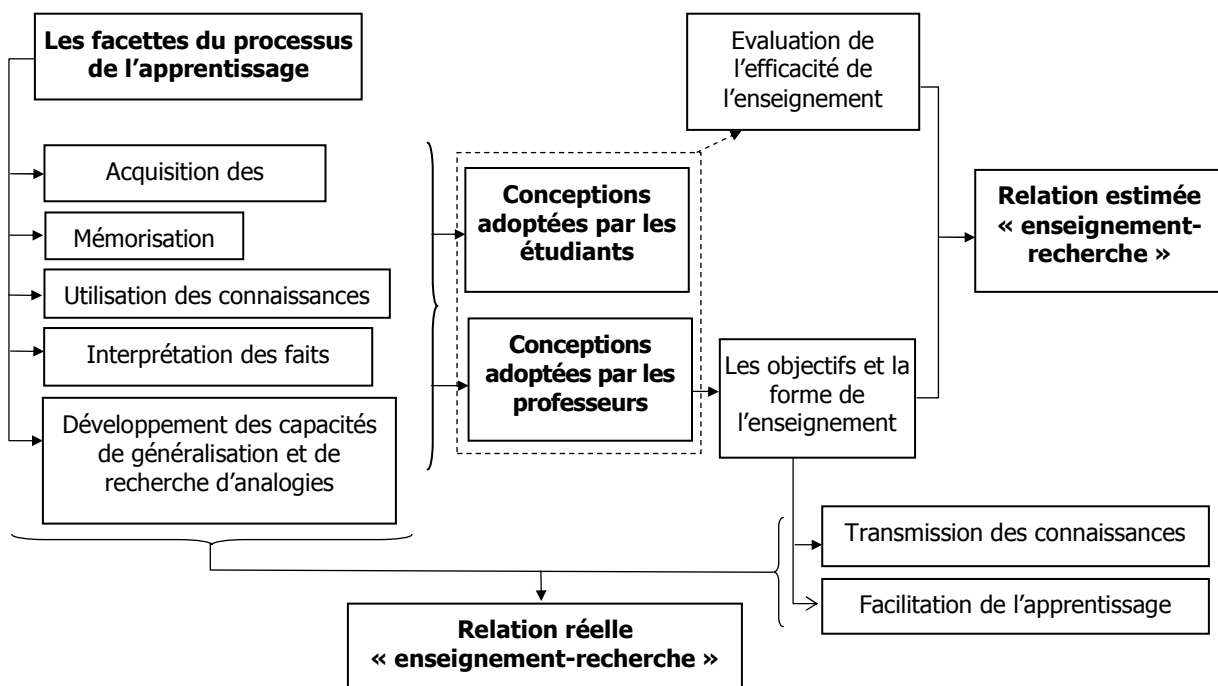 Les facettes du processus
de l’apprentissage
Acquisition des
Mémorisation
Utilisation des connaissances
Interprétation des faits
Développement des capacités
de généralisation et de
recherche d’analogies
Conceptions
adoptées par les
étudiants
Conceptions
adoptées par les
professeurs
Evaluation de
l’efficacité de
l’enseignement
Les objectifs et la
forme de
l’enseignement
Relation estimée
« enseignement-
recherche »
Transmission des connaissances
Facilitation de l’apprentissage
Relation réelle
« enseignement-recherche »